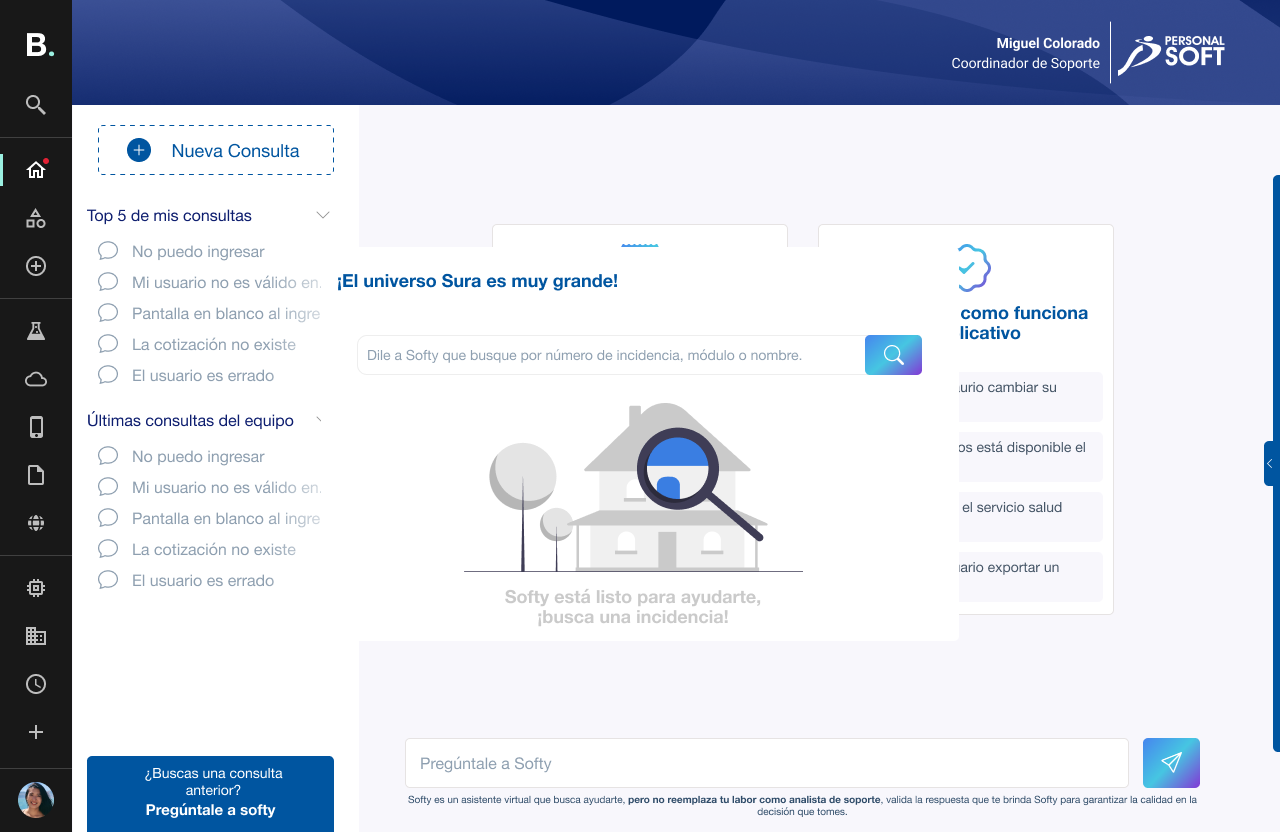 B.
Miguel Colorado
Coordinador de Soporte
PERSONAL
SOFT
Nueva Consulta
Top 5 de mis consultas
No puedo ingresar
Mi usuario no es válido en.
Pantalla en blanco al ingre
La cotización no existe
El usuario es errado
Últimas consultas del equipo
No puedo ingresar
Mi usuario no es válido en.
Pantalla en blanco al ingre
La cotización no existe
El usuario es errado
¿Buscas una consulta
anterior?
Pregúntale a softy
¡El universo Sura es muy grande!
Dile a Softy que busque por número de incidencia, módulo o nombre.
Softy está listo para ayudarte,
¡busca una incidencia!
como funciona
licativo
cambiar su
os está disponible el
el servicio salud
exportar un
Pregúntale a Softy
Softy es un asistente virtual que busca ayudarte, pero no reemplaza tu labor como analista de soporte, valida la respuesta que te brinda Softy para garantizar la calidad en la
decisión que tomes.